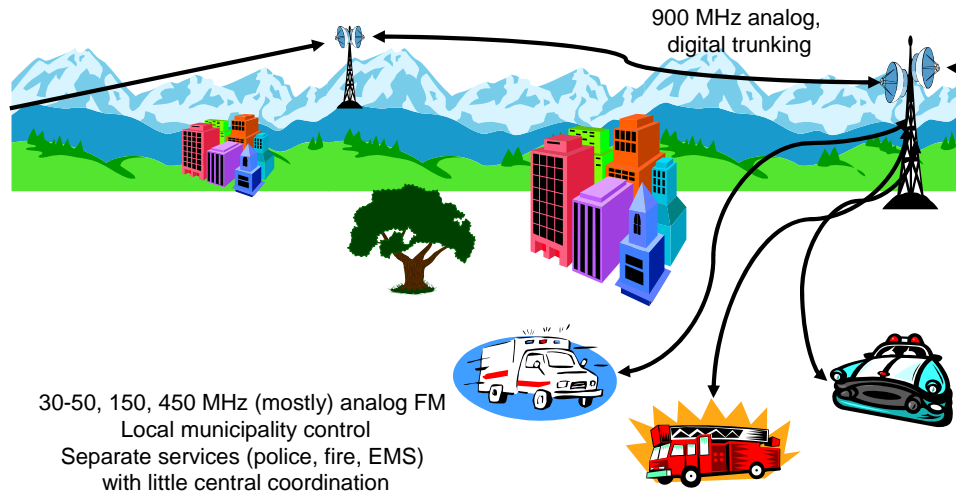 900 MHz analog,
digital trunking
30-50, 150, 450 MHz (mostly) analog FM
Local municipality control
Separate services (police, fire, EMS)
with little central coordination